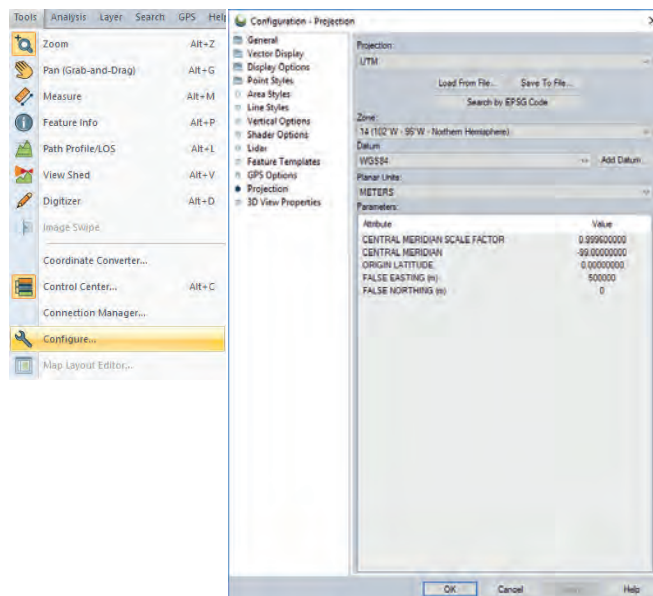 Tools Analysis Layer Search GPS Help
Zoom Alt+Z
Pan (Grab-and-Drag) Alt+G
Measure Alt+M
Feature Info Alt+P
Path Profile/LOS Alt+L
View Shed Alt+V
Digitizer Alt+D
Image Swipe
Coordinate Converter...
Control Center... Alt+C
Connection Manager...
Configure...
Map Layout Editor...
Configuration - Projection
General
Vector Display
Display Options
Point Styles
Area Styles
Line Styles
Vertical Options
Shader Options
Lidar
Feature Templates
GPS Options
Projection
3D View Properties
Projection:
UTM
Load From File... Save To File...
Search by EPSG Code
Zone:
14 (102°W - 96°W - Northern Hemisphere)
Datum:
WGS84 Add Datum...
Planar Units:
METERS
Parameters:
Attribute Value
CENTRAL MERIDIAN SCALE FACTOR 0.999600000
CENTRAL MERIDIAN -99.00000000
ORIGIN LATITUDE 0.00000000
FALSE EASTING (m) 500000
FALSE NORTHING (m) 0
OK Cancel Help